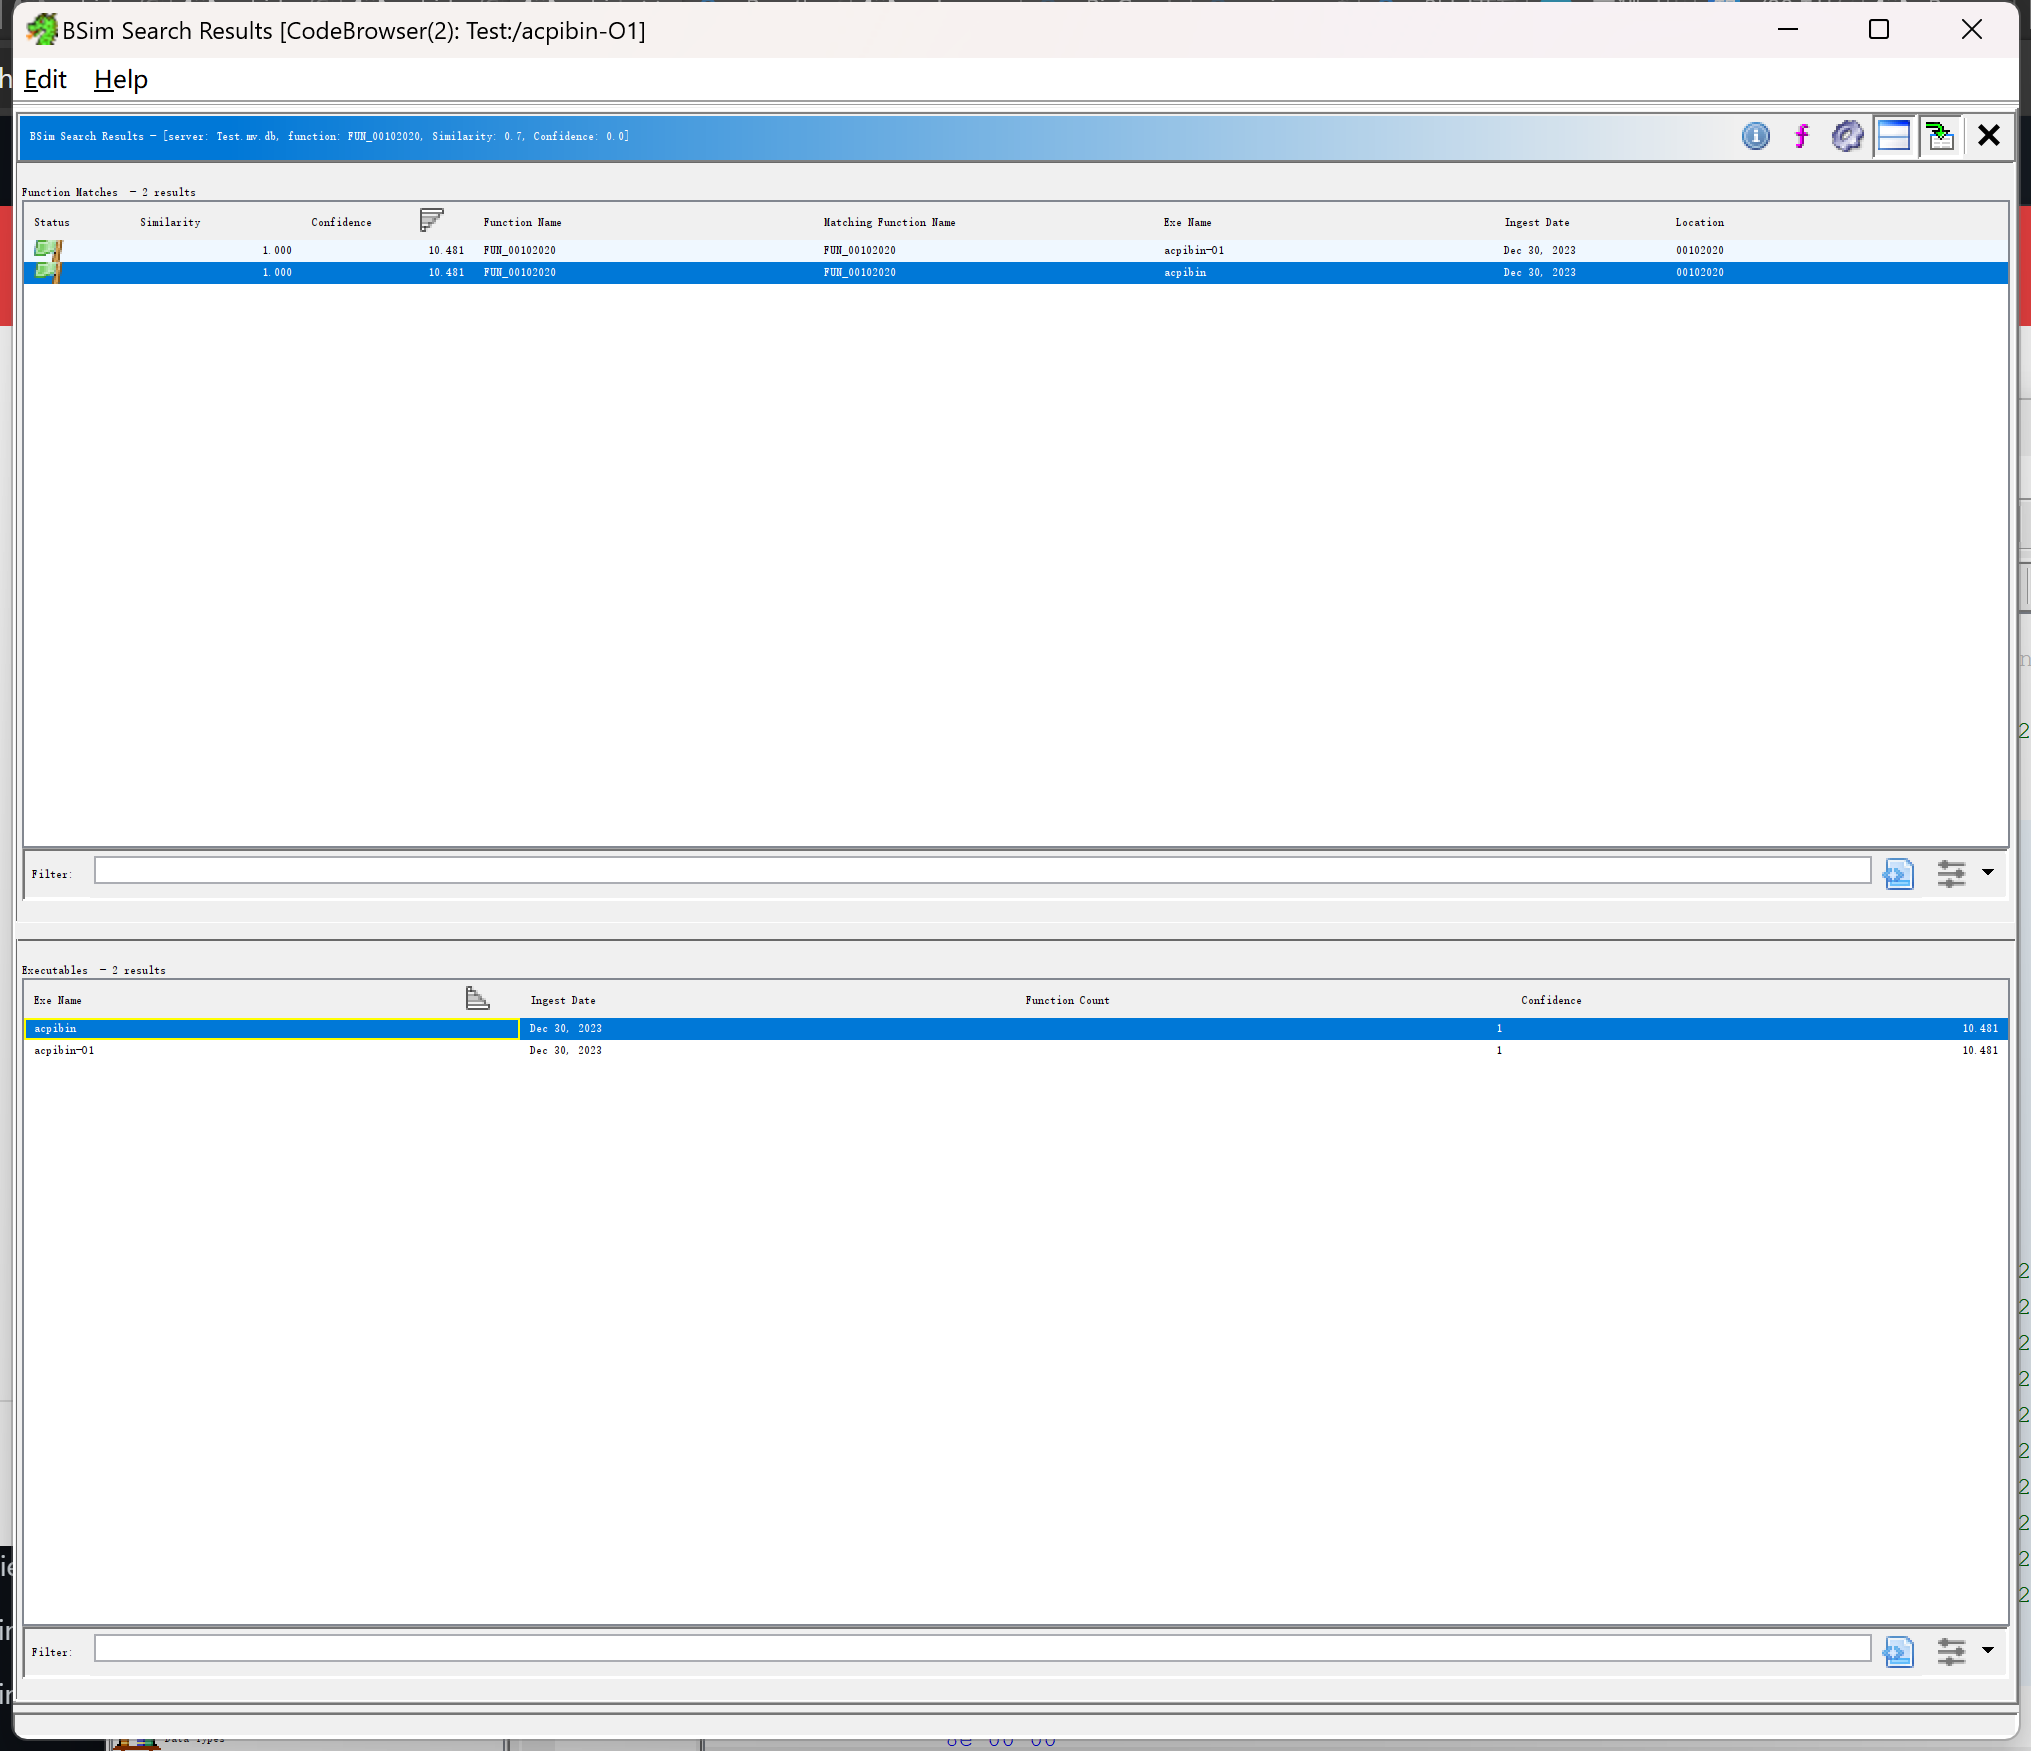 BSim Search Results [CodeBrowser(2): Test:/acpibin-O1]
Edit Help
BSim Search Results - [server: Test.mv.db, function: FUN_00102020, Similarity: 0.7, Confidence: 0.0]
Function Matches - 2 results
Status Similarity Confidence Function Name Matching Function Name Exe Name Ingest Date Location
1.000 10.481 FUN_00102020 FUN_00102020 acpibin-O1 Dec 30, 2023 00102020
1.000 10.481 FUN_00102020 FUN_00102020 acpibin Dec 30, 2023 00102020
Filter:
Executables - 2 results
Exe Name Ingest Date Function Count Confidence
acpibin Dec 30, 2023 1 10.481
acpibin-O1 Dec 30, 2023 1 10.481
Filter: